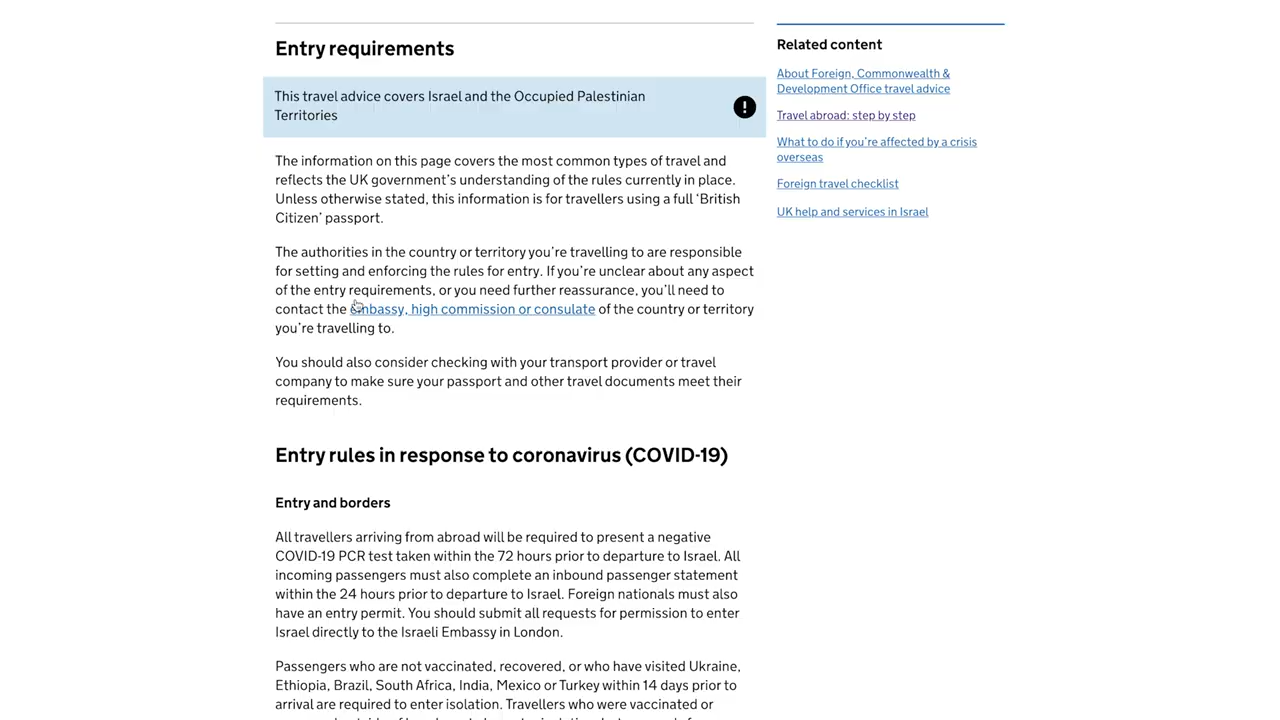 Entry requirements
This travel advice covers Israel and the Occupied Palestinian
Territories
The information on this page covers the most common types of travel and
reflects the UK government’s understanding of the rules currently in place.
Unless otherwise stated, this information is for travellers using a full ‘British
Citizen’ passport.
The authorities in the country or territory you’re travelling to are responsible
for setting and enforcing the rules for entry. If you’re unclear about any aspect
of the entry requirements, or you need further reassurance, you’ll need to
contact the embassy, high commission or consulate of the country or territory
you’re travelling to.
You should also consider checking with your transport provider or travel
company to make sure your passport and other travel documents meet their
requirements.
Entry rules in response to coronavirus (COVID-19)
Entry and borders
All travellers arriving from abroad will be required to present a negative
COVID-19 PCR test taken within the 72 hours prior to departure to Israel. All
incoming passengers must also complete an inbound passenger statement
within the 24 hours prior to departure to Israel. Foreign nationals must also
have an entry permit. You should submit all requests for permission to enter
Israel directly to the Israeli Embassy in London.
Passengers who are not vaccinated, recovered, or who have visited Ukraine,
Ethiopia, Brazil, South Africa, India, Mexico or Turkey within 14 days prior to
arrival are required to enter isolation. Travellers who were vaccinated or
Related content
About Foreign, Commonwealth &
Development Office travel advice
Travel abroad: step by step
What to do if you’re affected by a crisis
overseas
Foreign travel checklist
UK help and services in Israel